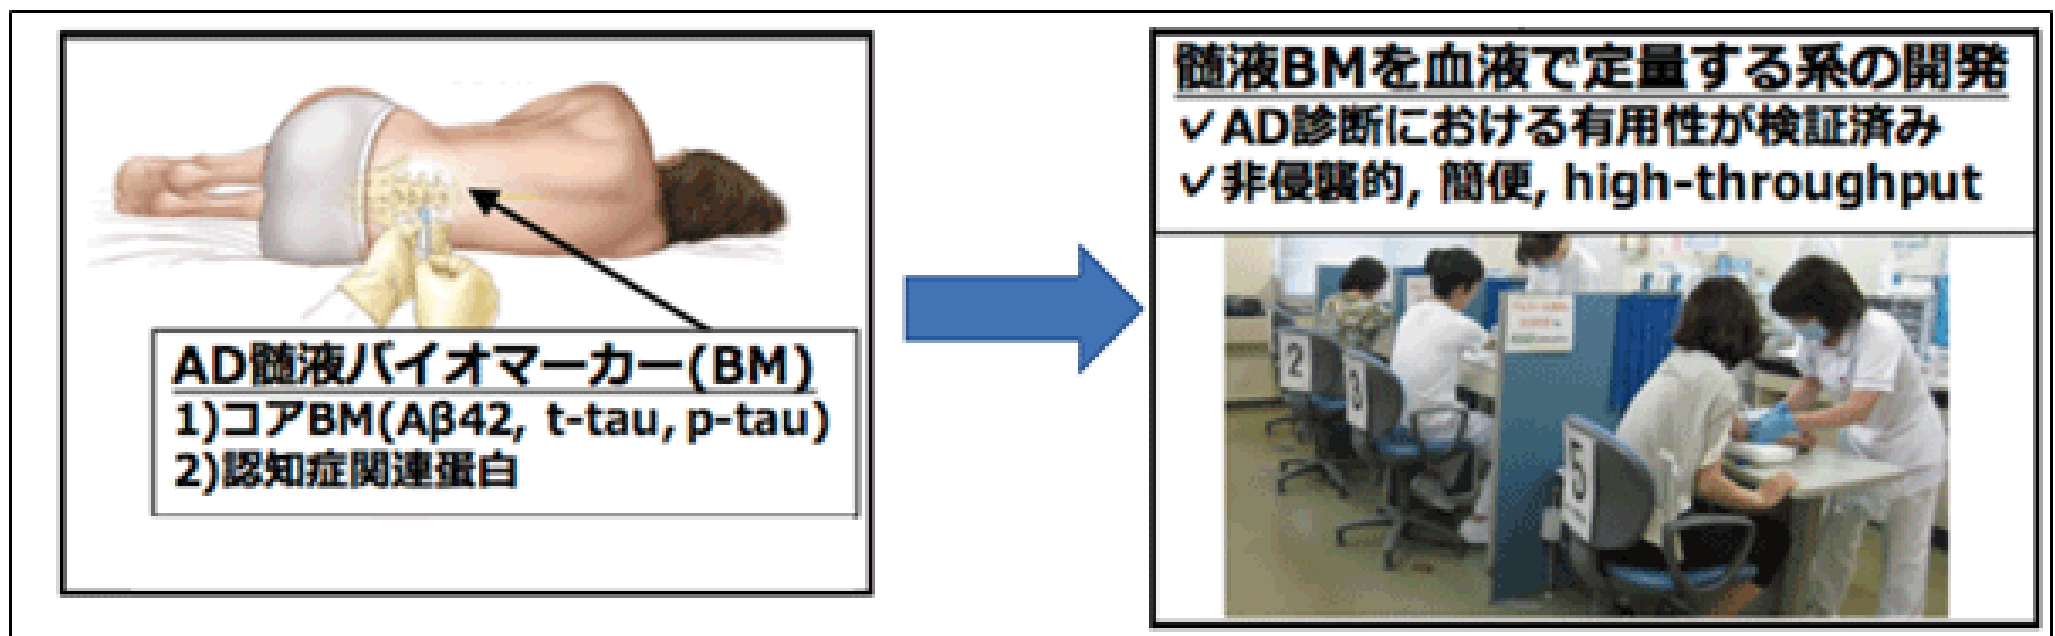 AD髄液バイオマーカー(BM)
1)コアBM(Aβ42, t-tau, p-tau)
2)認知症関連蛋白
髄液BMを血液で定量する系の開発
✓AD診断における有用性が検証済み
✓非侵襲的, 簡便, high-throughput
2
3
5